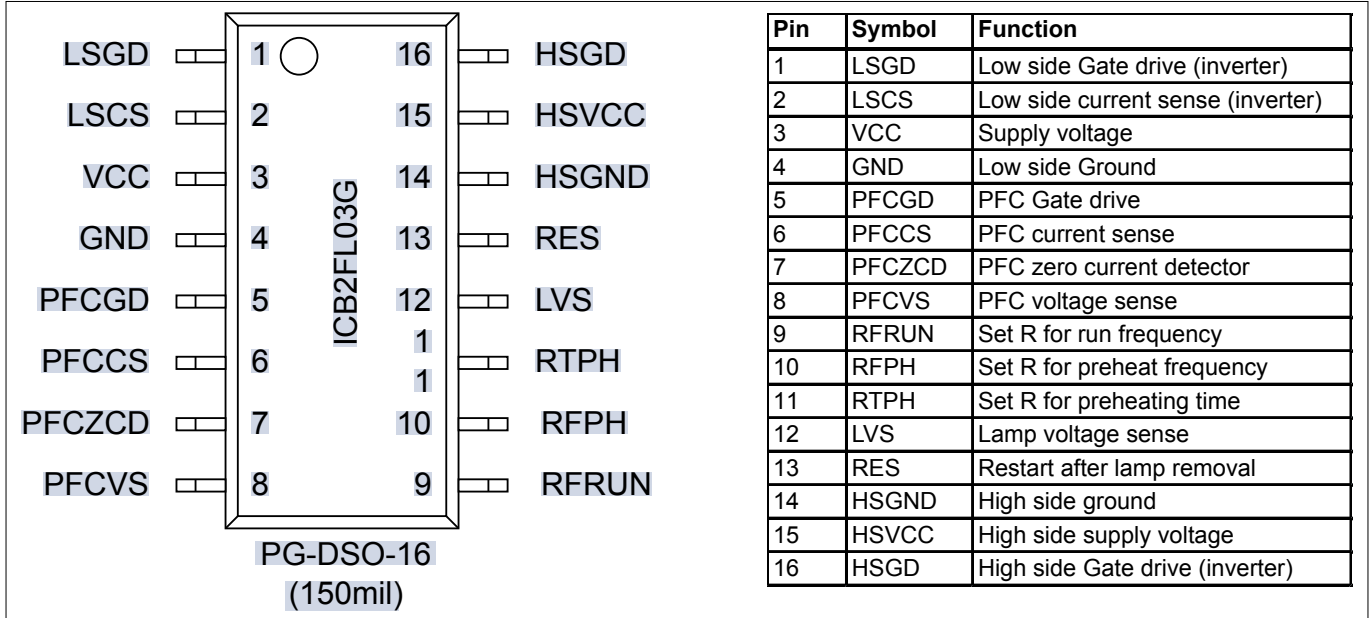 LSGD 1 16 HSGD
LSCS 2 15 HSVCC
VCC 3 14 HSGND
GND 4 13 RES
PFCGD 5 12 LVS
PFCCS 6 1
1 RTPH
PFCZCD 7 10 RFPH
PFCVS 8 9 RFRUN
ICB2FL03G
PG-DSO-16
(150mil)
Pin Symbol Function
1 LSGD Low side Gate drive (inverter)
2 LSCS Low side current sense (inverter)
3 VCC Supply voltage
4 GND Low side Ground
5 PFCGD PFC Gate drive
6 PFCCS PFC current sense
7 PFCZCD PFC zero current detector
8 PFCVS PFC voltage sense
9 RFRUN Set R for run frequency
10 RFPH Set R for preheat frequency
11 RTPH Set R for preheating time
12 LVS Lamp voltage sense
13 RES Restart after lamp removal
14 HSGND High side ground
15 HSVCC High side supply voltage
16 HSGD High side Gate drive (inverter)